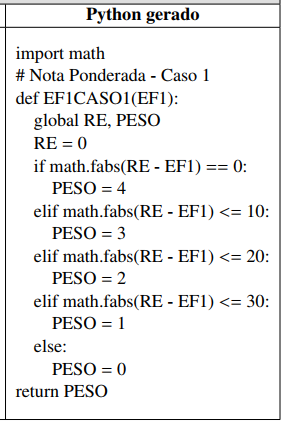 Python gerado
import math
# Nota Ponderada - Caso 1
def EF1CASO1(EF1):
    global RE, PESO
    RE = 0
    if math.fabs(RE - EF1) == 0:
        PESO = 4
    elif math.fabs(RE - EF1) <= 10:
        PESO = 3
    elif math.fabs(RE - EF1) <= 20:
        PESO = 2
    elif math.fabs(RE - EF1) <= 30:
        PESO = 1
    else:
        PESO = 0
return PESO